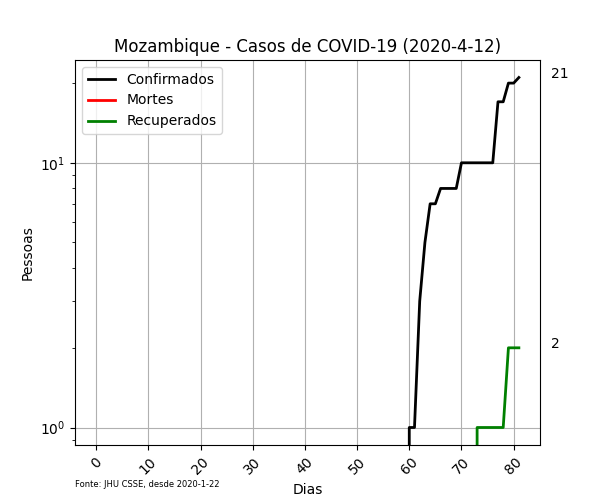 Mozambique - Casos de COVID-19 (2020-4-12)
Confirmados
Mortes
Recuperados
21
2
10¹
10⁰
Pessoas
0 10 20 30 40 50 60 70 80
Dias
Fonte: JHU CSSE, desde 2020-1-22